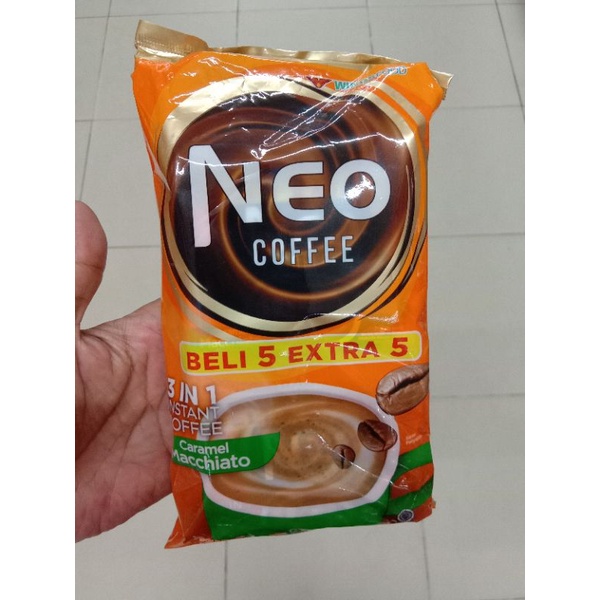 NEO
COFFEE
BELI 5 EXTRA 5
3 IN 1
INSTANT
COFFEE
Caramel
Macchiato